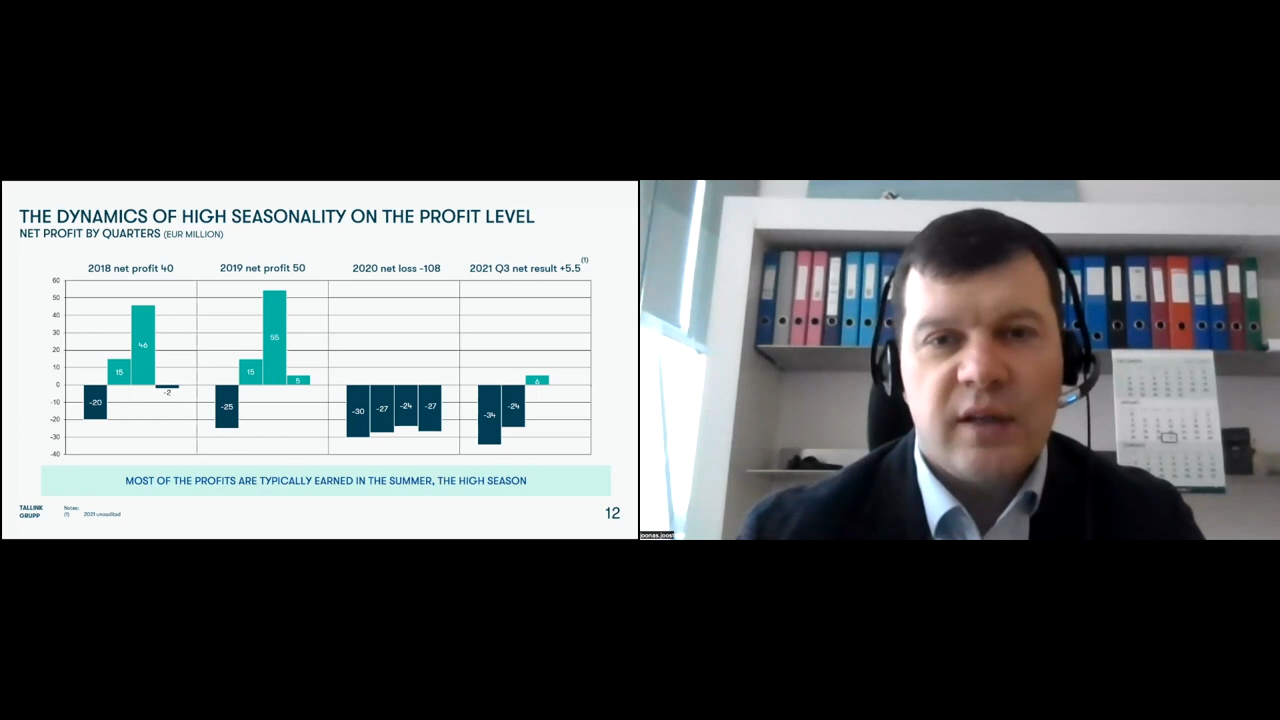 THE DYNAMICS OF HIGH SEASONALITY ON THE PROFIT LEVEL
NET PROFIT BY QUARTERS (EUR MILLION)
2018 net profit 40
2019 net profit 50
2020 net loss -108
2021 Q3 net result +5.5 (1)
60
50
40
30
20
10
0
-10
-20
-30
-40
-20
15
46
-2
-25
15
55
5
-30
-27
-24
-27
-34
-24
6
MOST OF THE PROFITS ARE TYPICALLY EARNED IN THE SUMMER, THE HIGH SEASON
TALLINK
GRUPP
Notes:
(1) 2021 unaudited
12
joonas.joost